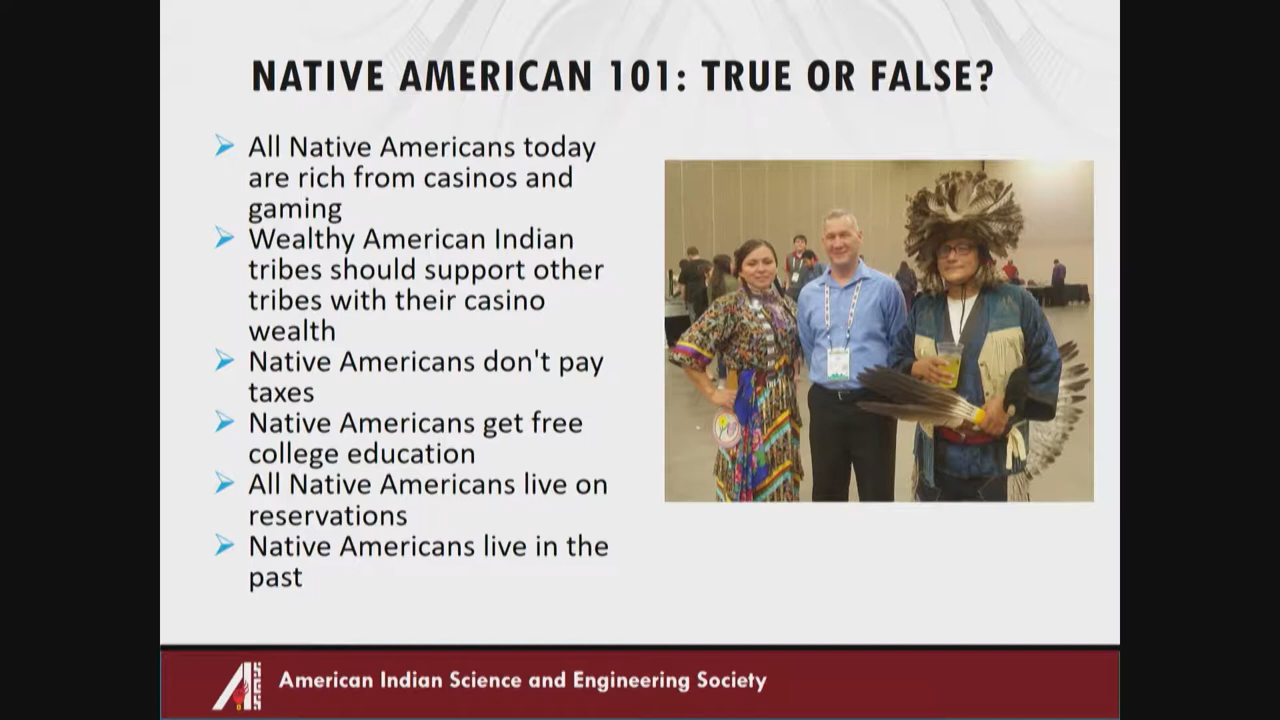 NATIVE AMERICAN 101: TRUE OR FALSE?
All Native Americans today
are rich from casinos and
gaming
Wealthy American Indian
tribes should support other
tribes with their casino
wealth
Native Americans don't pay
taxes
Native Americans get free
college education
All Native Americans live on
reservations
Native Americans live in the
past
American Indian Science and Engineering Society